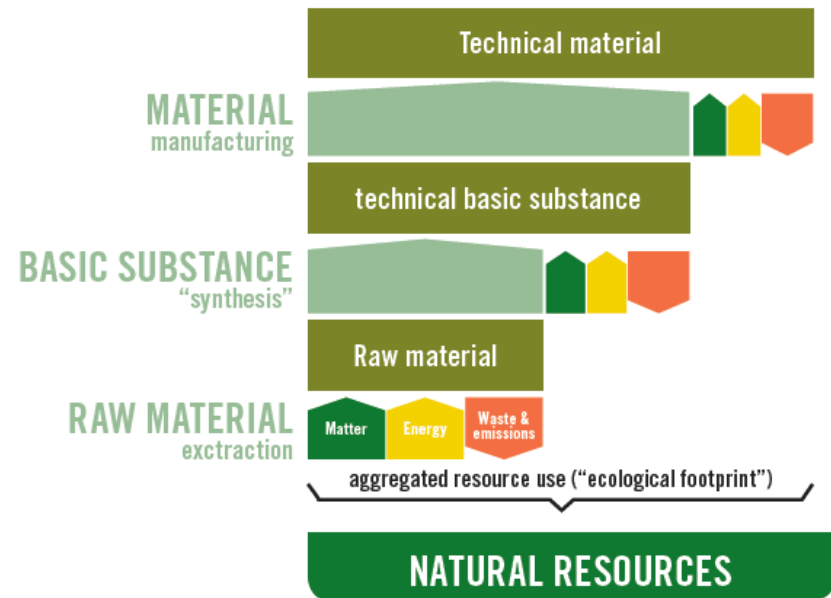 Technical material
MATERIAL
manufacturing
technical basic substance
BASIC SUBSTANCE
“synthesis”
Raw material
RAW MATERIAL
exctraction
Matter
Energy
Waste &
emissions
aggregated resource use (“ecological footprint”)
NATURAL RESOURCES